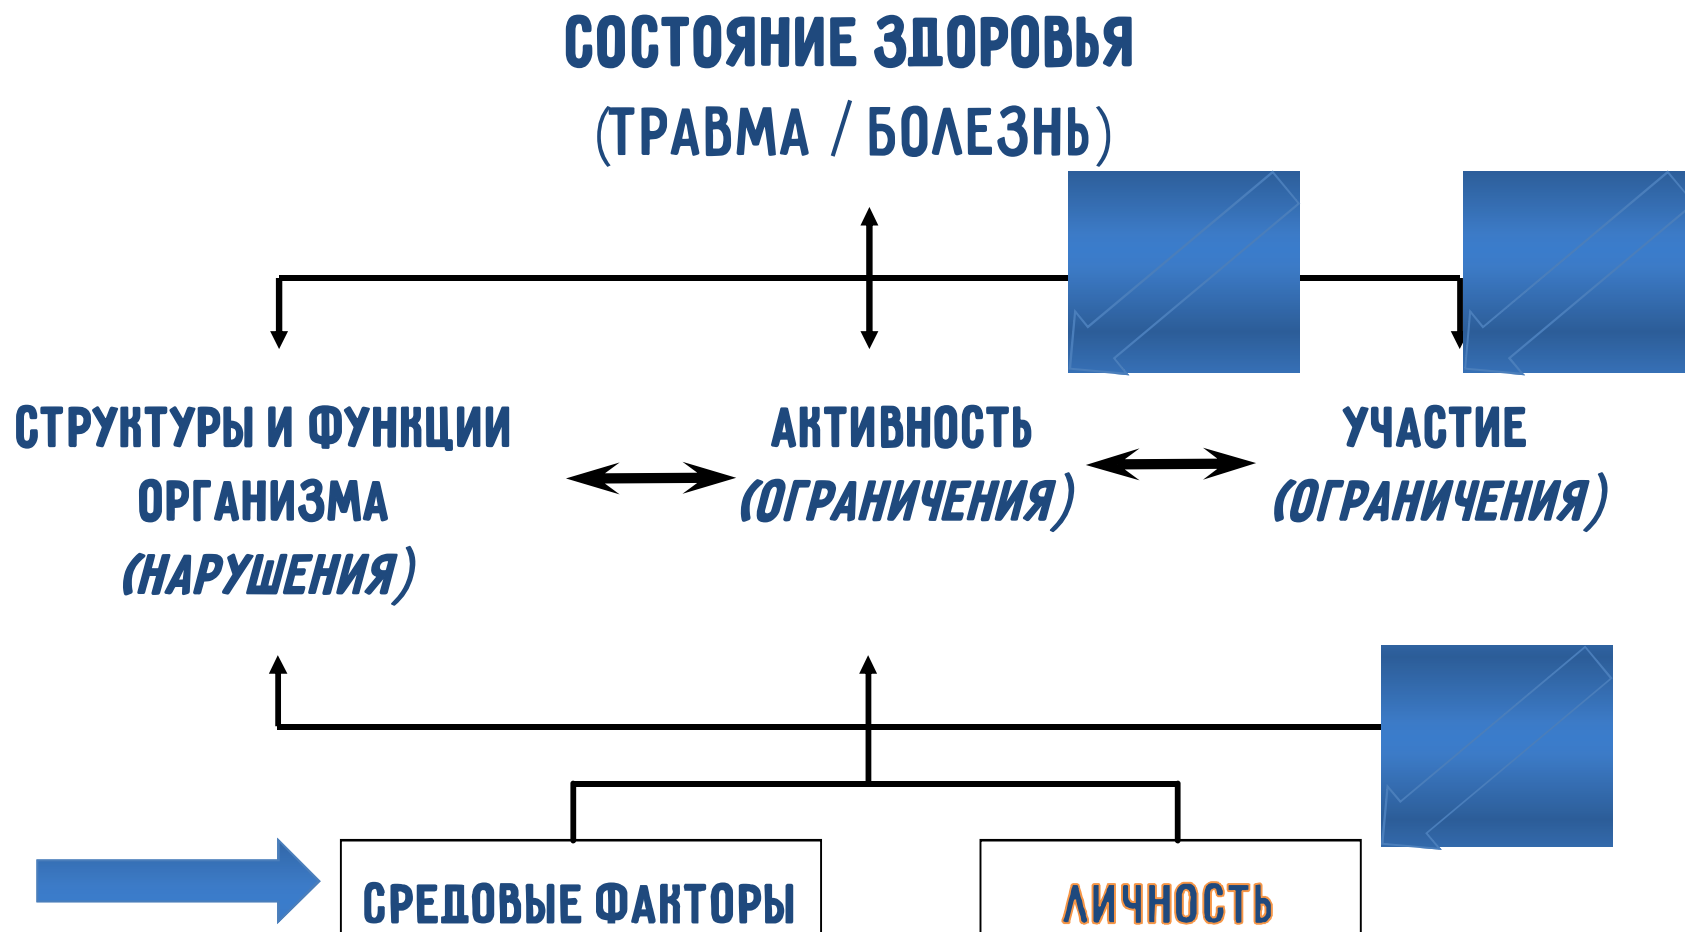 СОСТОЯНИЕ ЗДОРОВЬЯ
(ТРАВМА / БОЛЕЗНЬ)
СТРУКТУРЫ И ФУНКЦИИ
ОРГАНИЗМА
(НАРУШЕНИЯ)
АКТИВНОСТЬ
(ОГРАНИЧЕНИЯ)
УЧАСТИЕ
(ОГРАНИЧЕНИЯ)
СРЕДОВЫЕ ФАКТОРЫ
ЛИЧНОСТЬ